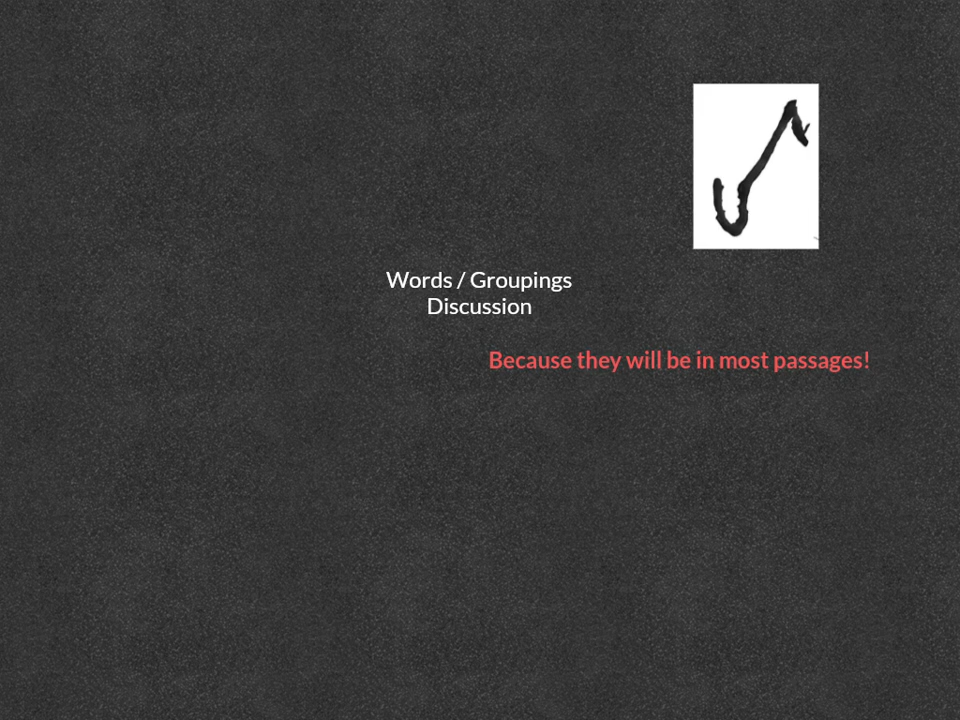 Words / Groupings
Discussion
Because they will be in most passages!